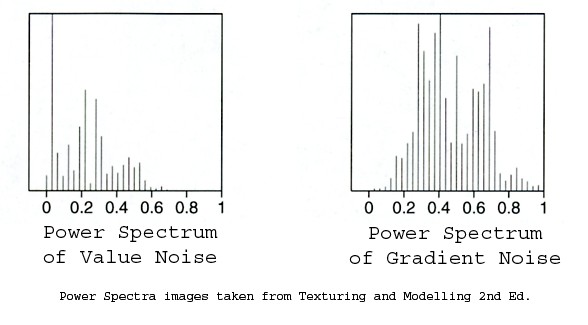 0 0.2 0.4 0.6 0.8 1
0 0.2 0.4 0.6 0.8 1
Power Spectrum
of Value Noise
Power Spectrum
of Gradient Noise
Power Spectra images taken from Texturing and Modelling 2nd Ed.